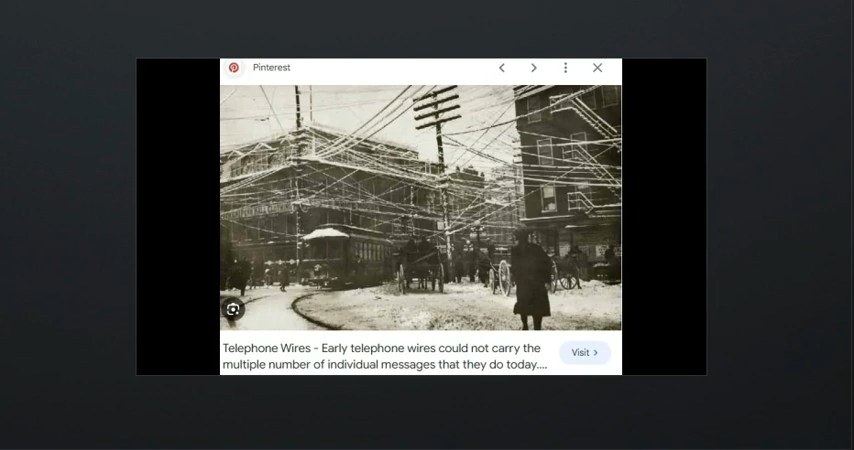 Pinterest
Telephone Wires - Early telephone wires could not carry the
multiple number of individual messages that they do today....
Visit